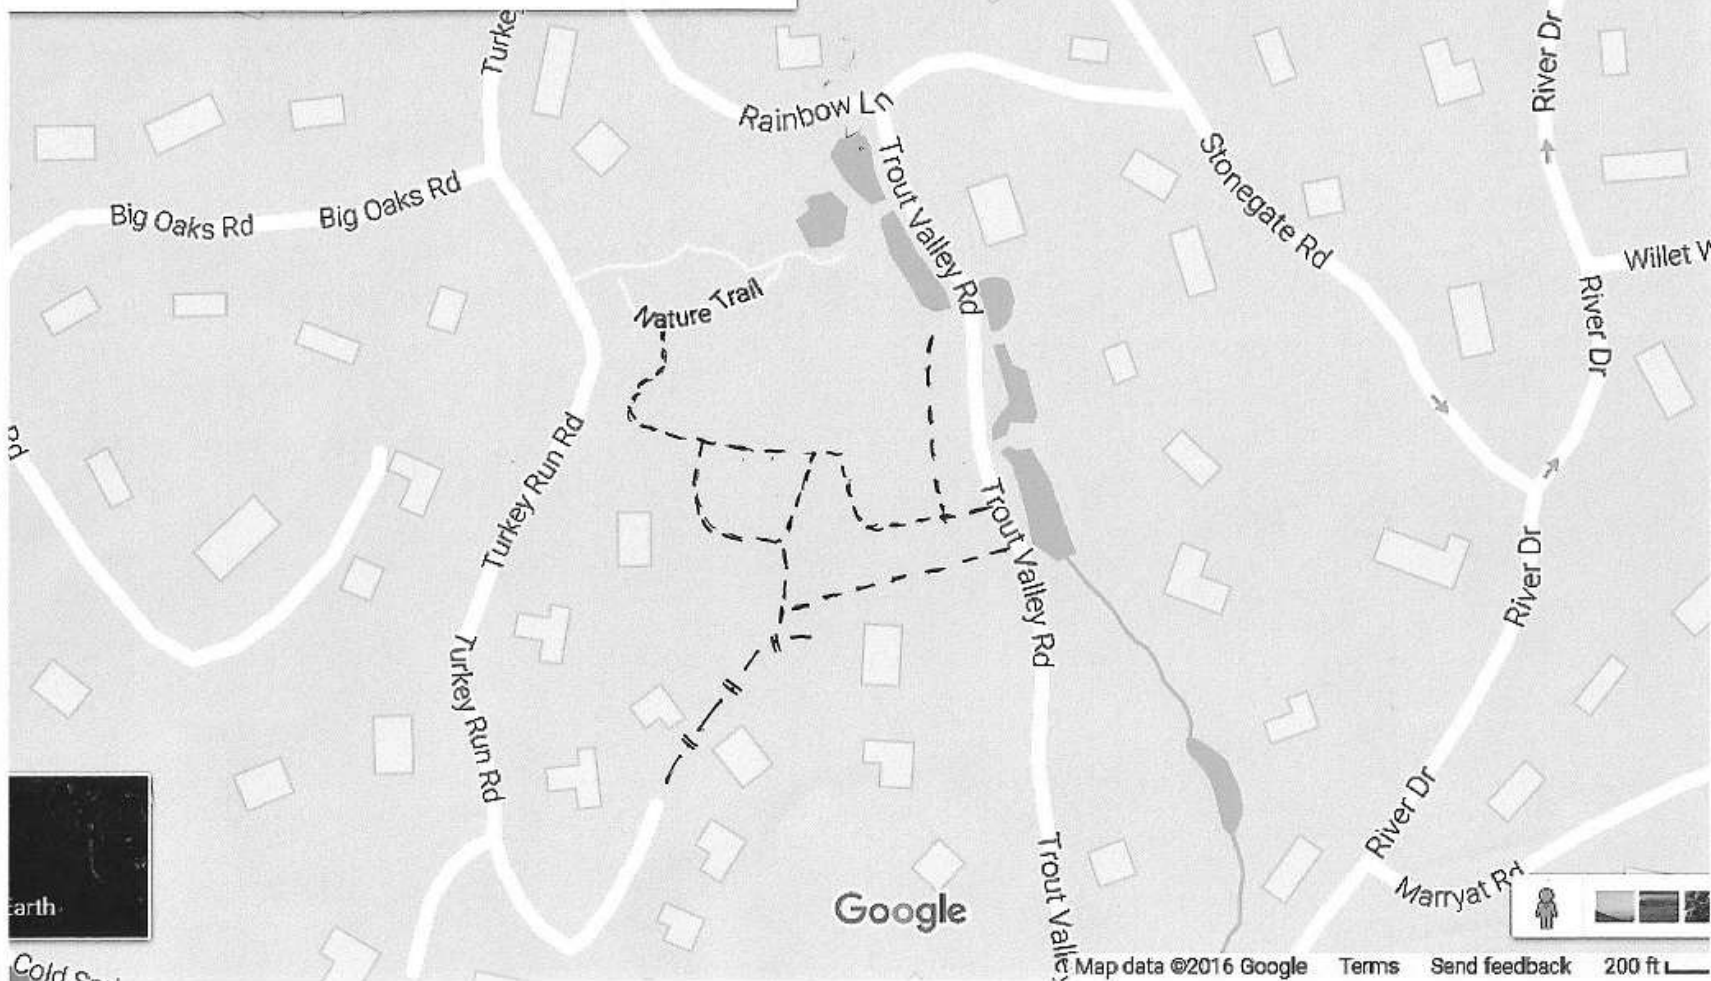 Turke
Rainbow Ln
River Dr
Big Oaks Rd
Big Oaks Rd
Trout Valley Rd
Stonegate Rd
Willet W
Nature Trail
River Dr
Rd
Turkey Run Rd
Trout Valley Rd
River Dr
Turkey Run Rd
River Dr
Trout Valley
Marryat Rd
Earth
Google
Map data ©2016 Google Terms Send feedback 200 ft